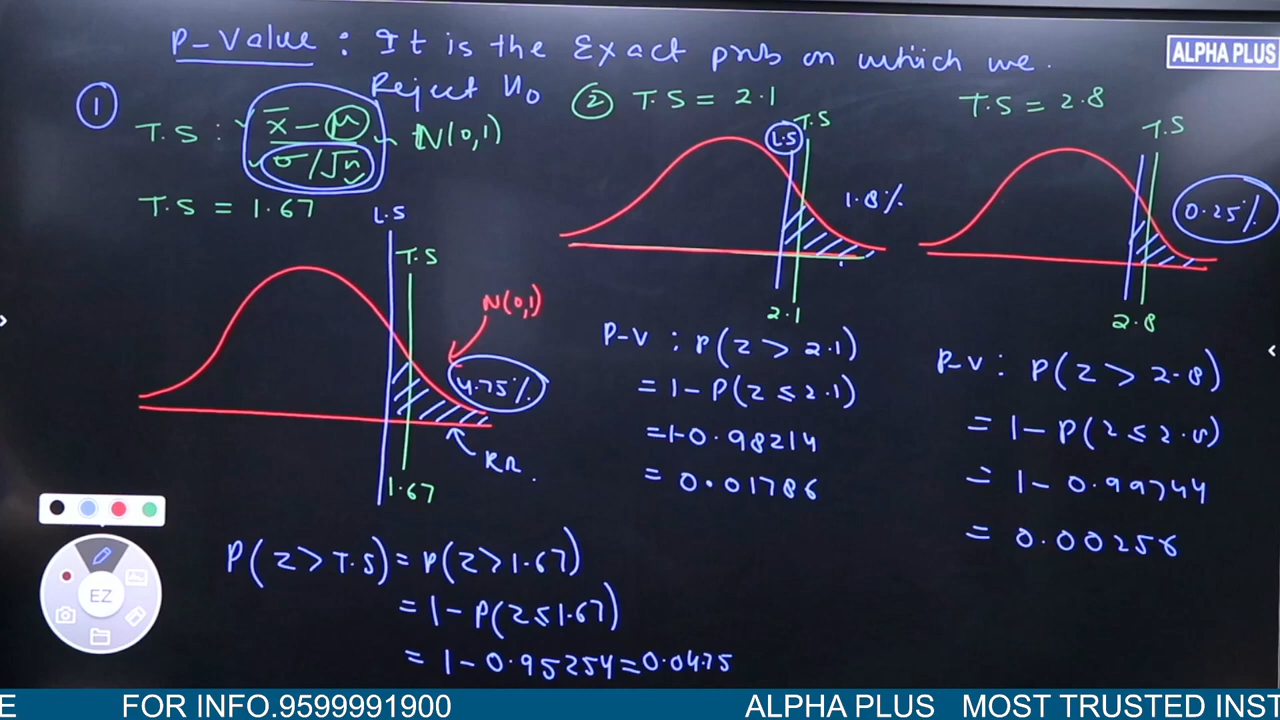 P-Value : It is the Exact prob on which we.
Reject H0
ALPHA PLUS
①
T.S : x̄ - μ / σ/√n ~ N(0,1)
T.S = 1.67
L.S
T.S
N(0,1)
4.75%
RR.
1.67
P(Z > T.S) = P(Z > 1.67)
= 1 - P(Z ≤ 1.67)
= 1 - 0.95254 = 0.0475
② T.S = 2.1
L.S
T.S
1.8%
2.1
P-V : P(Z > 2.1)
= 1 - P(Z ≤ 2.1)
= 1 - 0.98214
= 0.01786
T.S = 2.8
T.S
0.25%
2.8
P-V : P(Z > 2.8)
= 1 - P(Z ≤ 2.8)
= 1 - 0.99744
= 0.00256
EZ
E FOR INFO.9599991900 ALPHA PLUS MOST TRUSTED INST